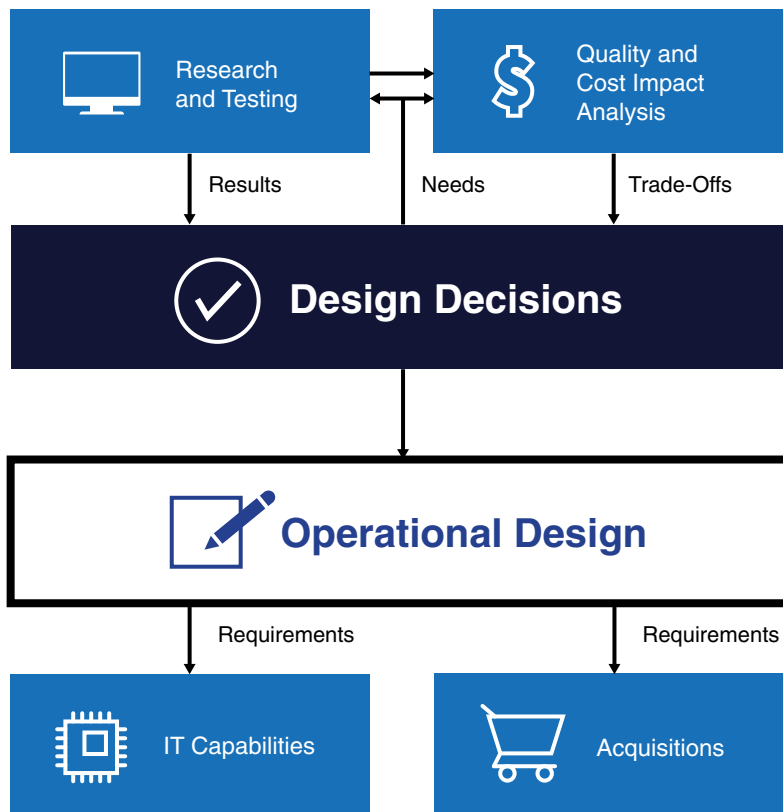 Research
and Testing
Quality and
Cost Impact
Analysis
Results
Needs
Trade-Offs
Design Decisions
Operational Design
Requirements
Requirements
IT Capabilities
Acquisitions